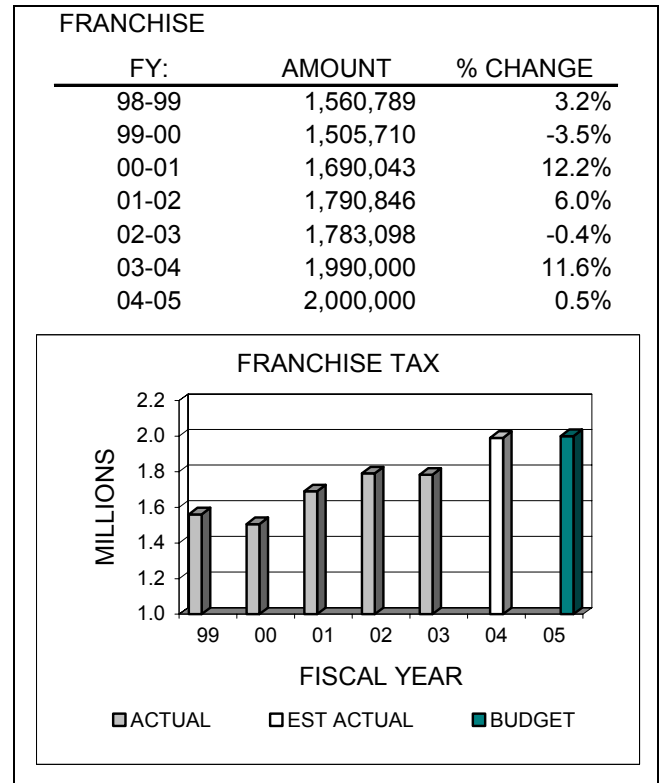 FRANCHISE
FY: AMOUNT % CHANGE
98-99 1,560,789 3.2%
99-00 1,505,710 -3.5%
00-01 1,690,043 12.2%
01-02 1,790,846 6.0%
02-03 1,783,098 -0.4%
03-04 1,990,000 11.6%
04-05 2,000,000 0.5%
FRANCHISE TAX
2.2
2.0
1.8
1.6
1.4
1.2
1.0
MILLIONS
99 00 01 02 03 04 05
FISCAL YEAR
ACTUAL EST ACTUAL BUDGET